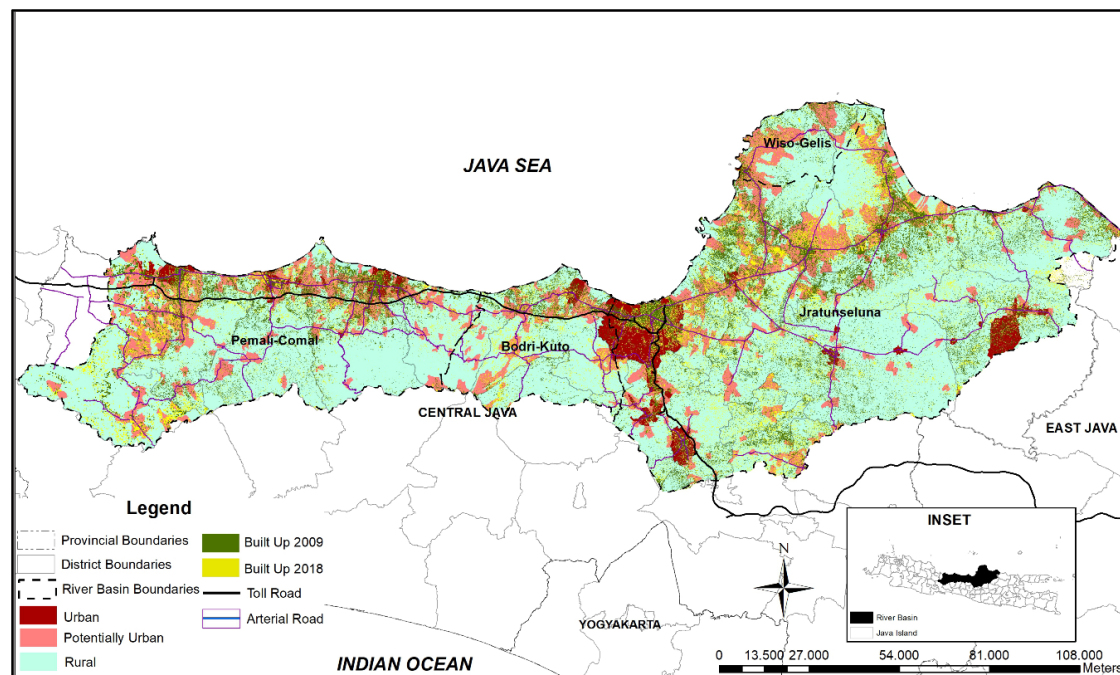 JAVA SEA
Wiso-Gelis
Pemali-Comal
Bodri-Kuto
Jratunseluna
CENTRAL JAVA
EAST JAVA
YOGYAKARTA
INDIAN OCEAN
Legend
Provincial Boundaries
District Boundaries
River Basin Boundaries
Urban
Potentially Urban
Rural
Built Up 2009
Built Up 2018
Toll Road
Arterial Road
N
INSET
River Basin
Java Island
0 13.500 27.000 54.000 81.000 108.000
Meters